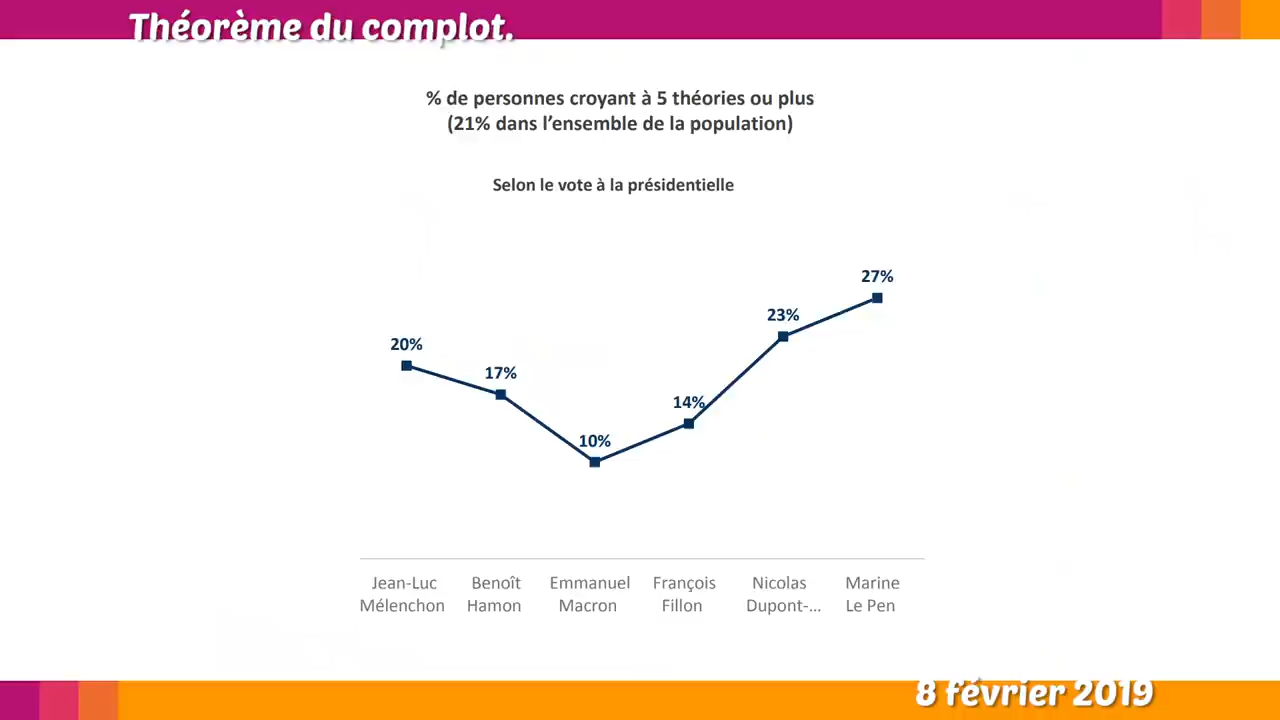 Théorème du complot.
% de personnes croyant à 5 théories ou plus
(21% dans l’ensemble de la population)
Selon le vote à la présidentielle
20%
17%
10%
14%
23%
27%
Jean-Luc
Mélenchon
Benoît
Hamon
Emmanuel
Macron
François
Fillon
Nicolas
Dupont-...
Marine
Le Pen
8 février 2019